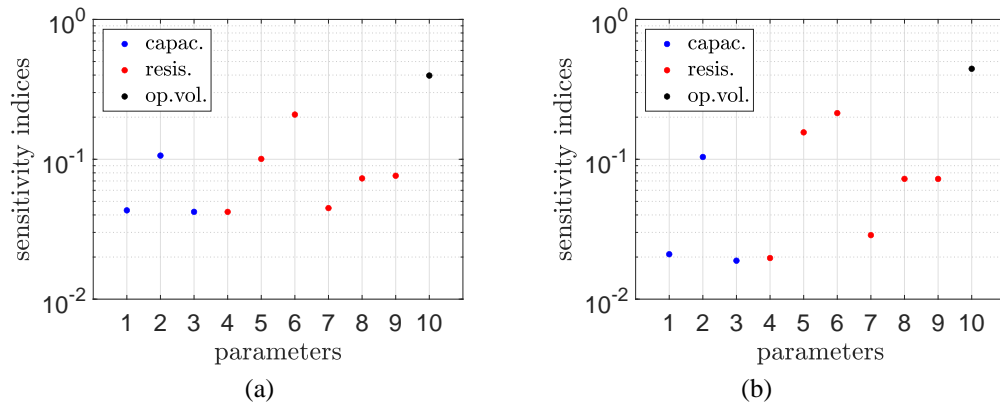 10^0
10^-1
10^-2
sensitivity indices
capac.
resis.
op.vol.
1 2 3 4 5 6 7 8 9 10
parameters
(a)
10^0
10^-1
10^-2
sensitivity indices
capac.
resis.
op.vol.
1 2 3 4 5 6 7 8 9 10
parameters
(b)